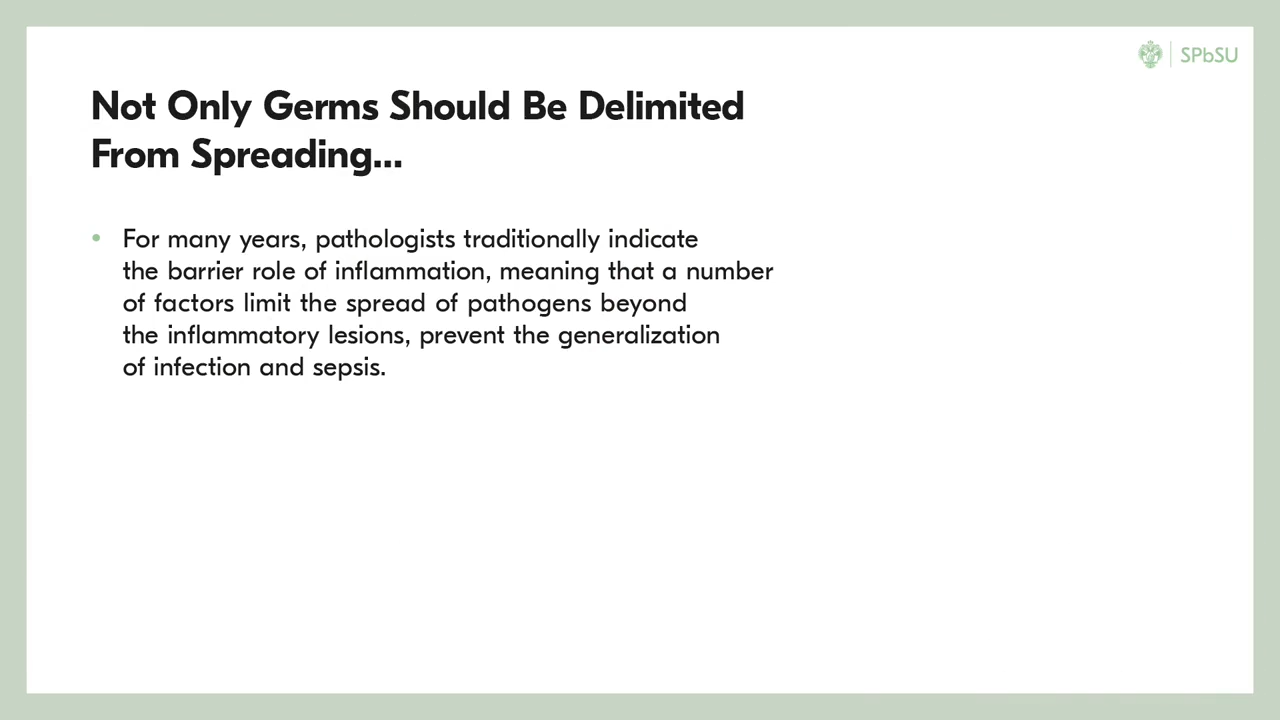 SPbSU
Not Only Germs Should Be Delimited
From Spreading...
• For many years, pathologists traditionally indicate
the barrier role of inflammation, meaning that a number
of factors limit the spread of pathogens beyond
the inflammatory lesions, prevent the generalization
of infection and sepsis.